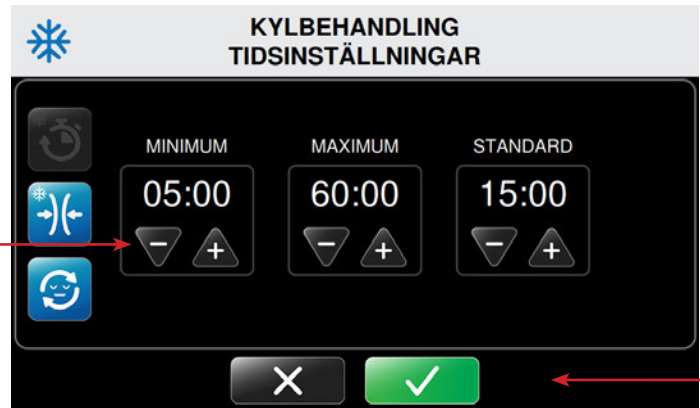 KYLBEHANDLING
TIDSINSTÄLLNINGAR
MINIMUM MAXIMUM STANDARD
05:00 60:00 15:00